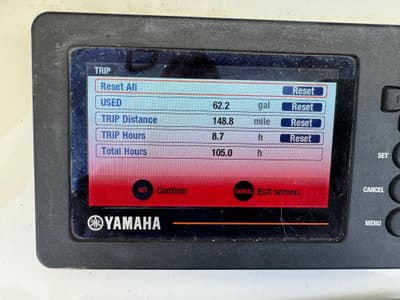 TRIP
Reset All Reset
USED 62.2 gal Reset
TRIP Distance 148.8 mile Reset
TRIP Hours 8.7 h Reset
Total Hours 105.0 h
SET Confirm CANCEL Exit screen.
YAMAHA
SET
CANCEL
MENU